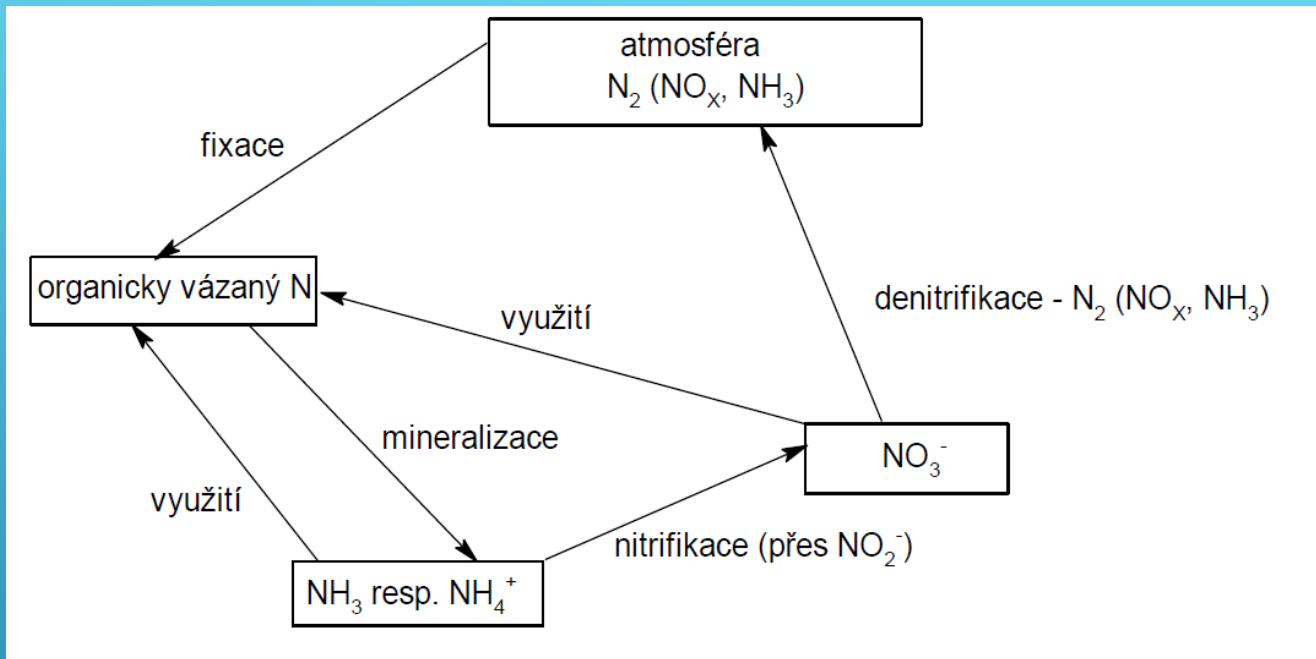 atmosféra
N₂ (NOₓ, NH₃)
fixace
organicky vázaný N
využití
denitrifikace - N₂ (NOₓ, NH₃)
mineralizace
NO₃⁻
využití
nitrifikace (přes NO₂⁻)
NH₃ resp. NH₄⁺